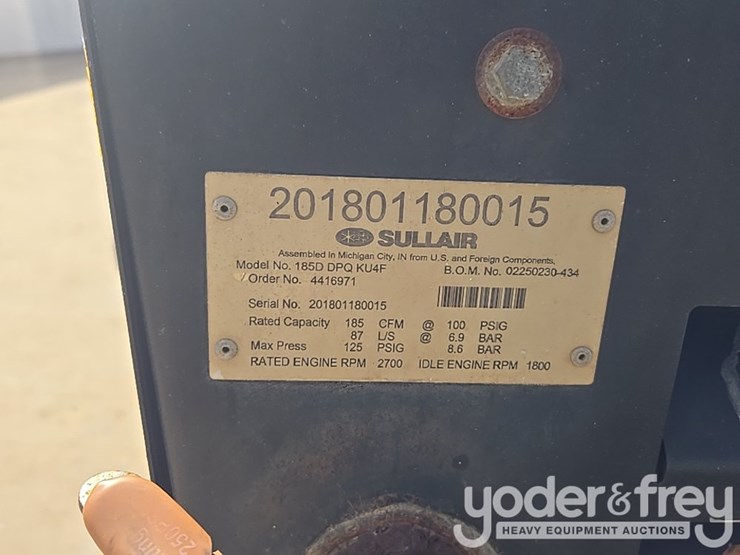 201801180015
SULLAIR
Assembled in Michigan City, IN from U.S. and Foreign Components.
Model No. 185D DPQ KU4F B.O.M. No. 02250230-434
Order No. 4416971
Serial No. 201801180015
Rated Capacity 185 CFM @ 100 PSIG
87 L/S @ 6.9 BAR
Max Press 125 PSIG 8.6 BAR
RATED ENGINE RPM 2700 IDLE ENGINE RPM 1800
250
yoder&frey
HEAVY EQUIPMENT AUCTIONS